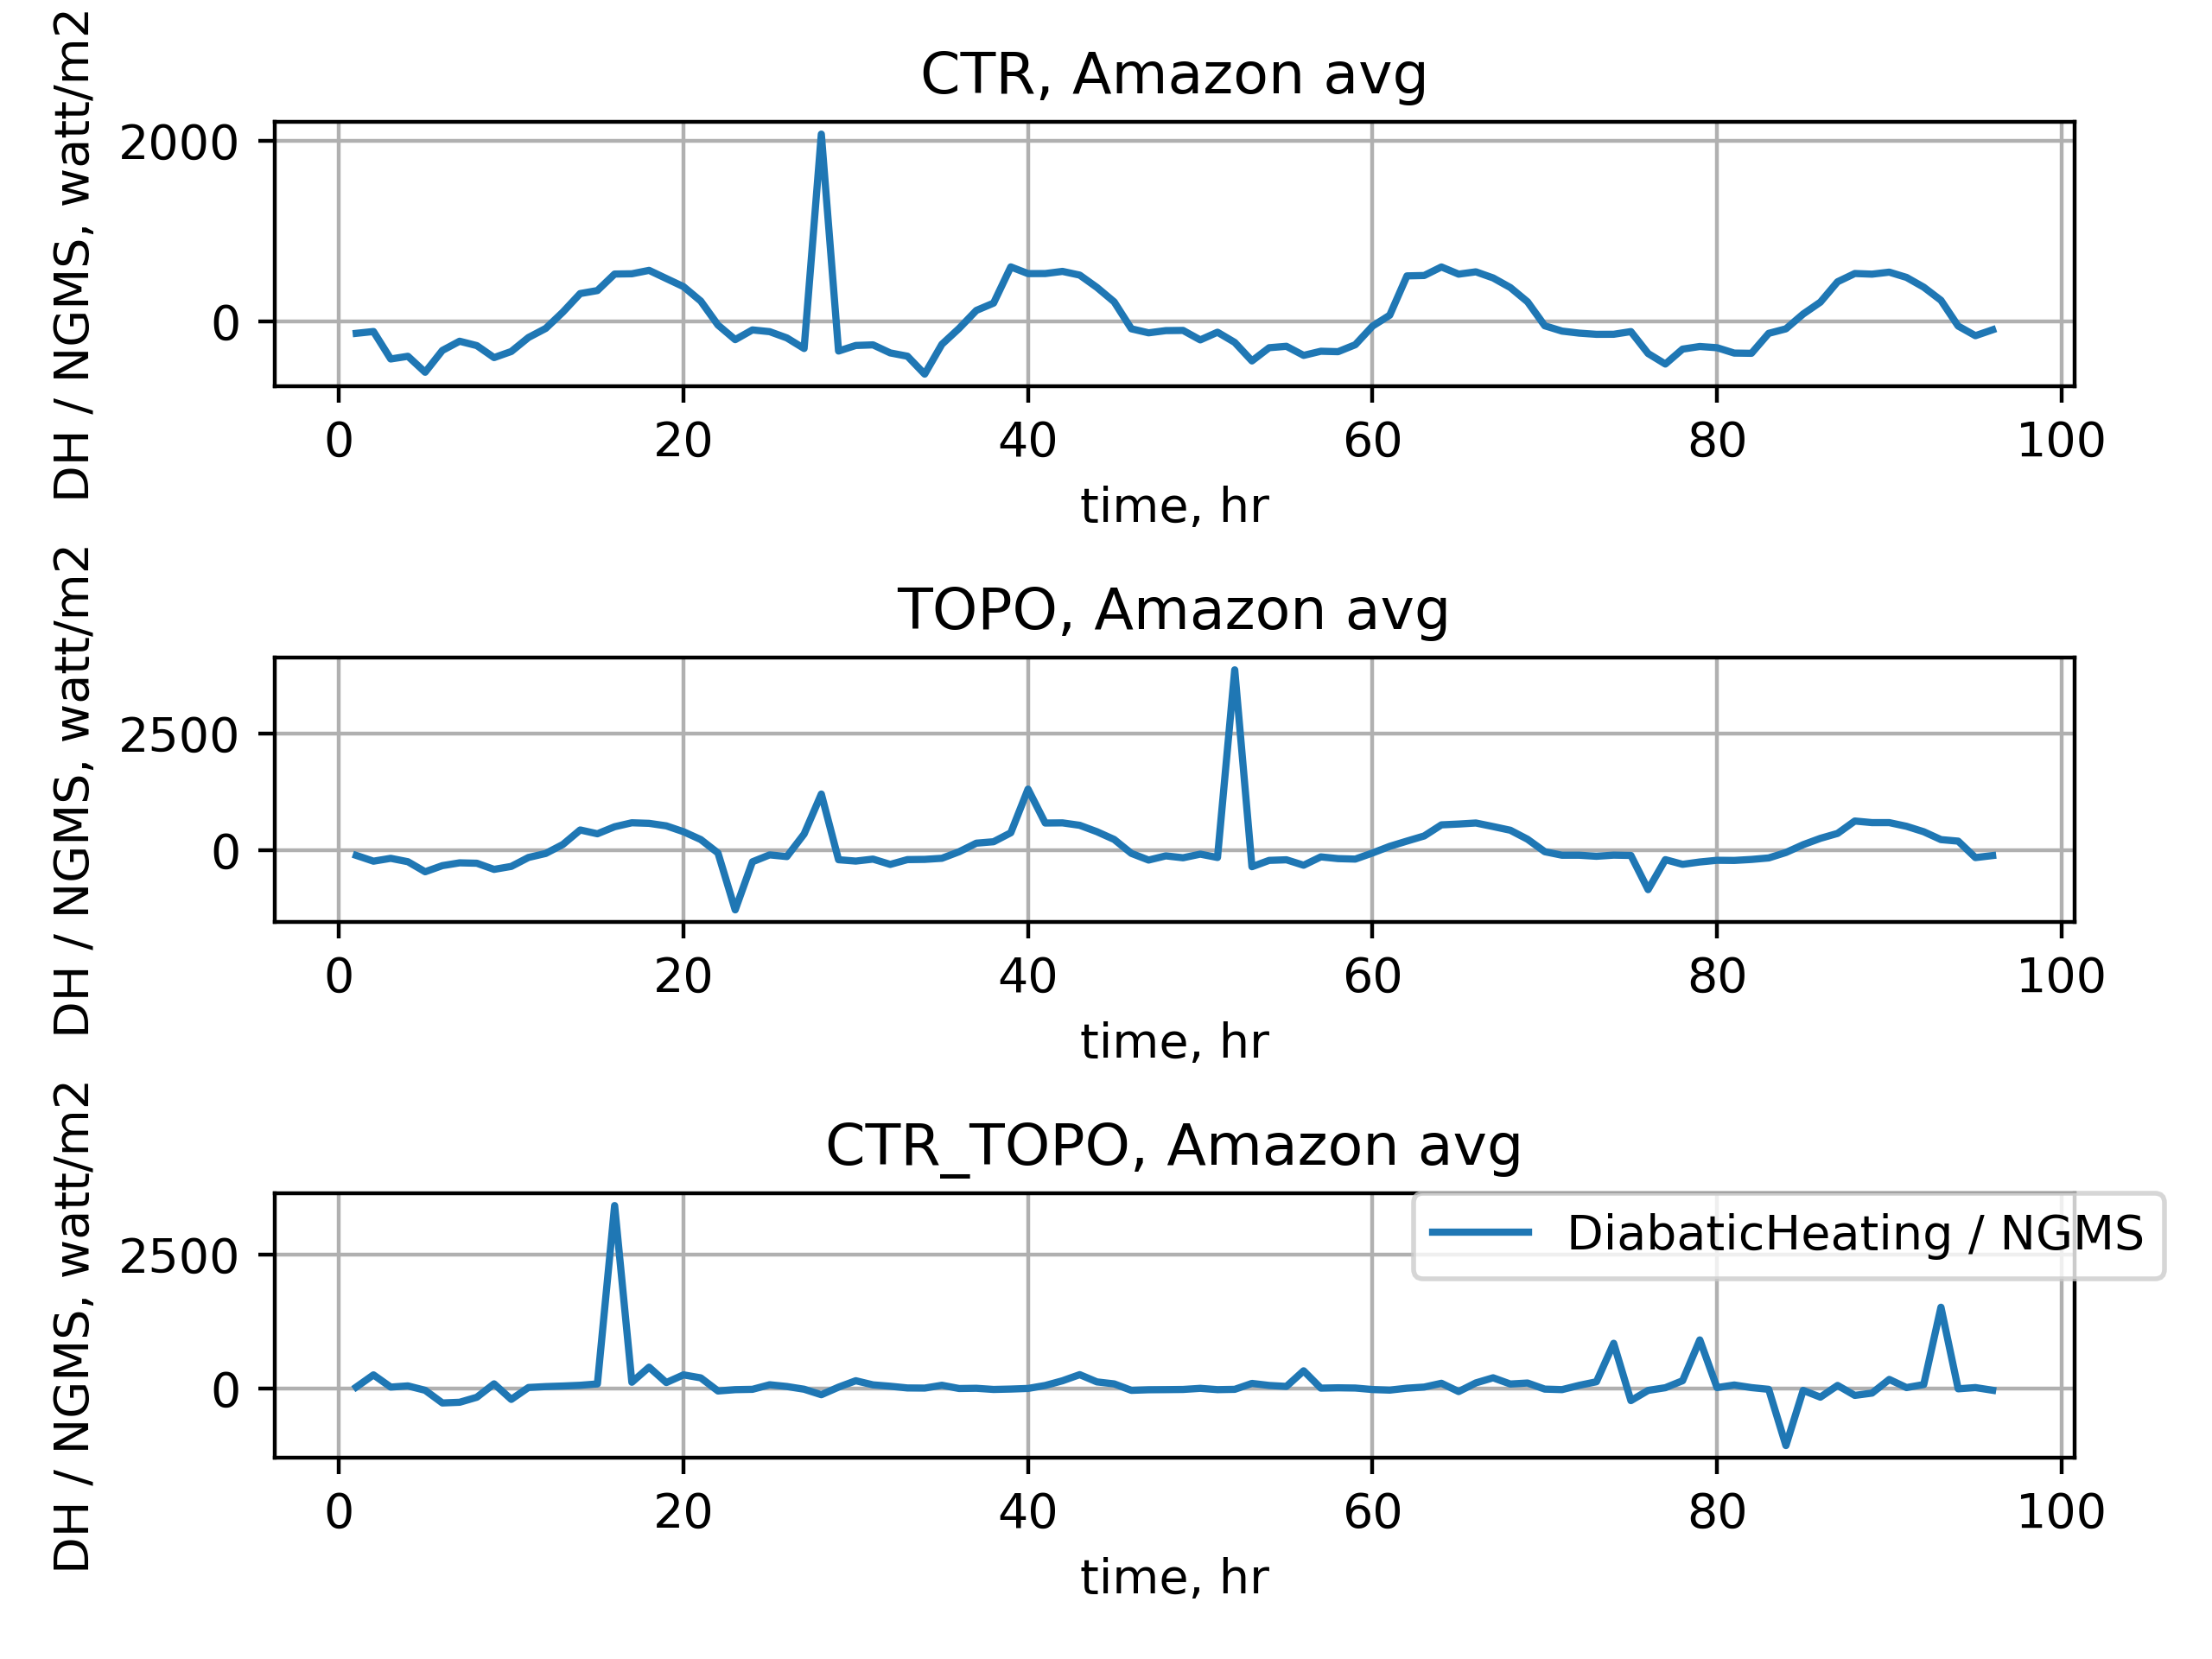 CTR, Amazon avg
DH / NGMS, watt/m2
2000
0
0 20 40 60 80 100
time, hr
TOPO, Amazon avg
DH / NGMS, watt/m2
2500
0
0 20 40 60 80 100
time, hr
CTR_TOPO, Amazon avg
DH / NGMS, watt/m2
DiabaticHeating / NGMS
2500
0
0 20 40 60 80 100
time, hr